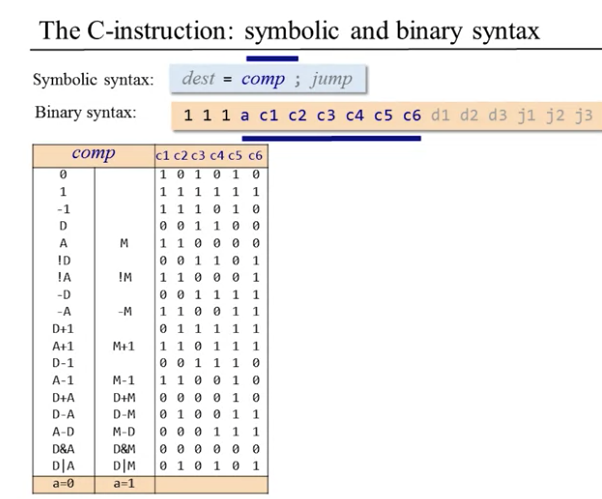 The C-instruction: symbolic and binary syntax
Symbolic syntax: dest = comp ; jump
Binary syntax: 1 1 1 a c1 c2 c3 c4 c5 c6 d1 d2 d3 j1 j2 j3
comp c1 c2 c3 c4 c5 c6
0 1 0 1 0 1 0
1 1 1 1 1 1 1
-1 1 1 1 0 1 0
D 0 0 1 1 0 0
A M 1 1 0 0 0 0
!D 0 0 1 1 0 1
!A !M 1 1 0 0 0 1
-D 0 0 1 1 1 1
-A -M 1 1 0 0 1 1
D+1 0 1 1 1 1 1
A+1 M+1 1 1 0 1 1 1
D-1 0 0 1 1 1 0
A-1 M-1 1 1 0 0 1 0
D+A D+M 0 0 0 0 1 0
D-A D-M 0 1 0 0 1 1
A-D M-D 0 0 0 1 1 1
D&A D&M 0 0 0 0 0 0
D|A D|M 0 1 0 1 0 1
a=0 a=1